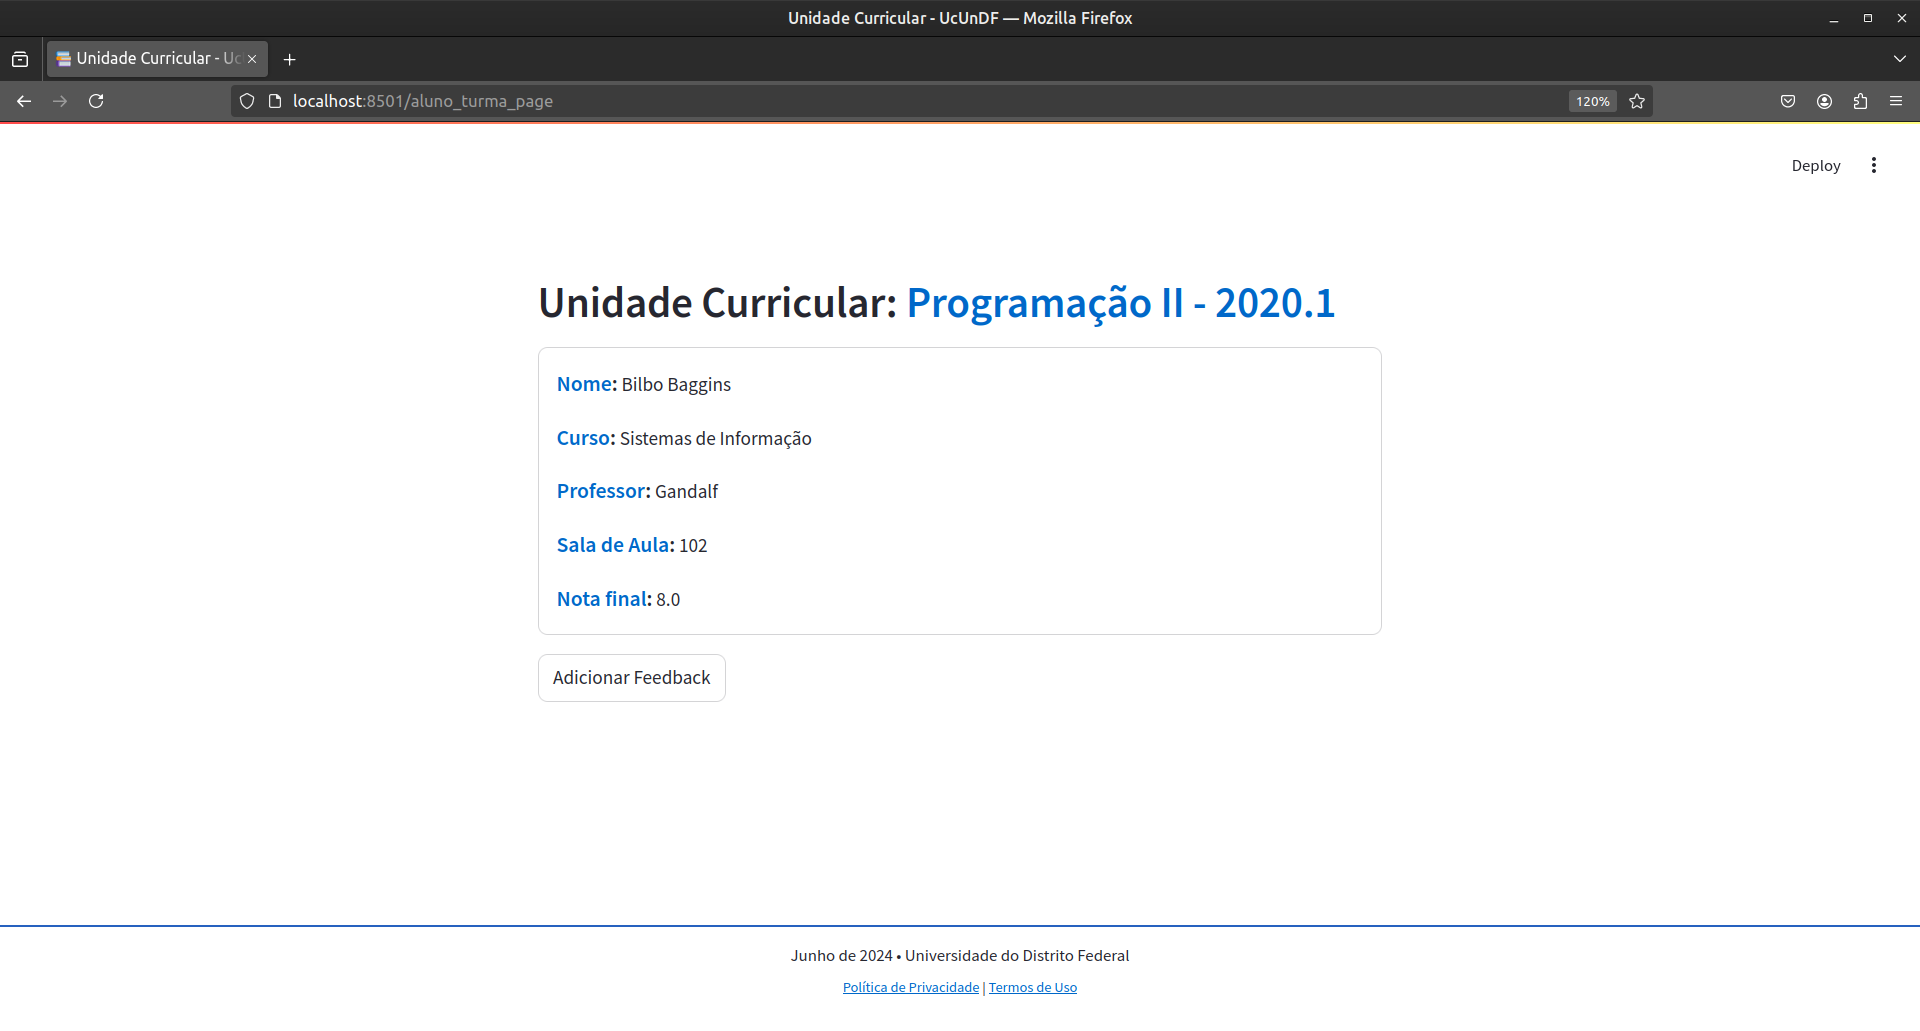 Unidade Curricular - UcUnDF — Mozilla Firefox
Unidade Curricular - Uc
localhost:8501/aluno_turma_page
120%
Deploy
Unidade Curricular: Programação II - 2020.1
Nome: Bilbo Baggins
Curso: Sistemas de Informação
Professor: Gandalf
Sala de Aula: 102
Nota final: 8.0
Adicionar Feedback
Junho de 2024 • Universidade do Distrito Federal
Política de Privacidade | Termos de Uso